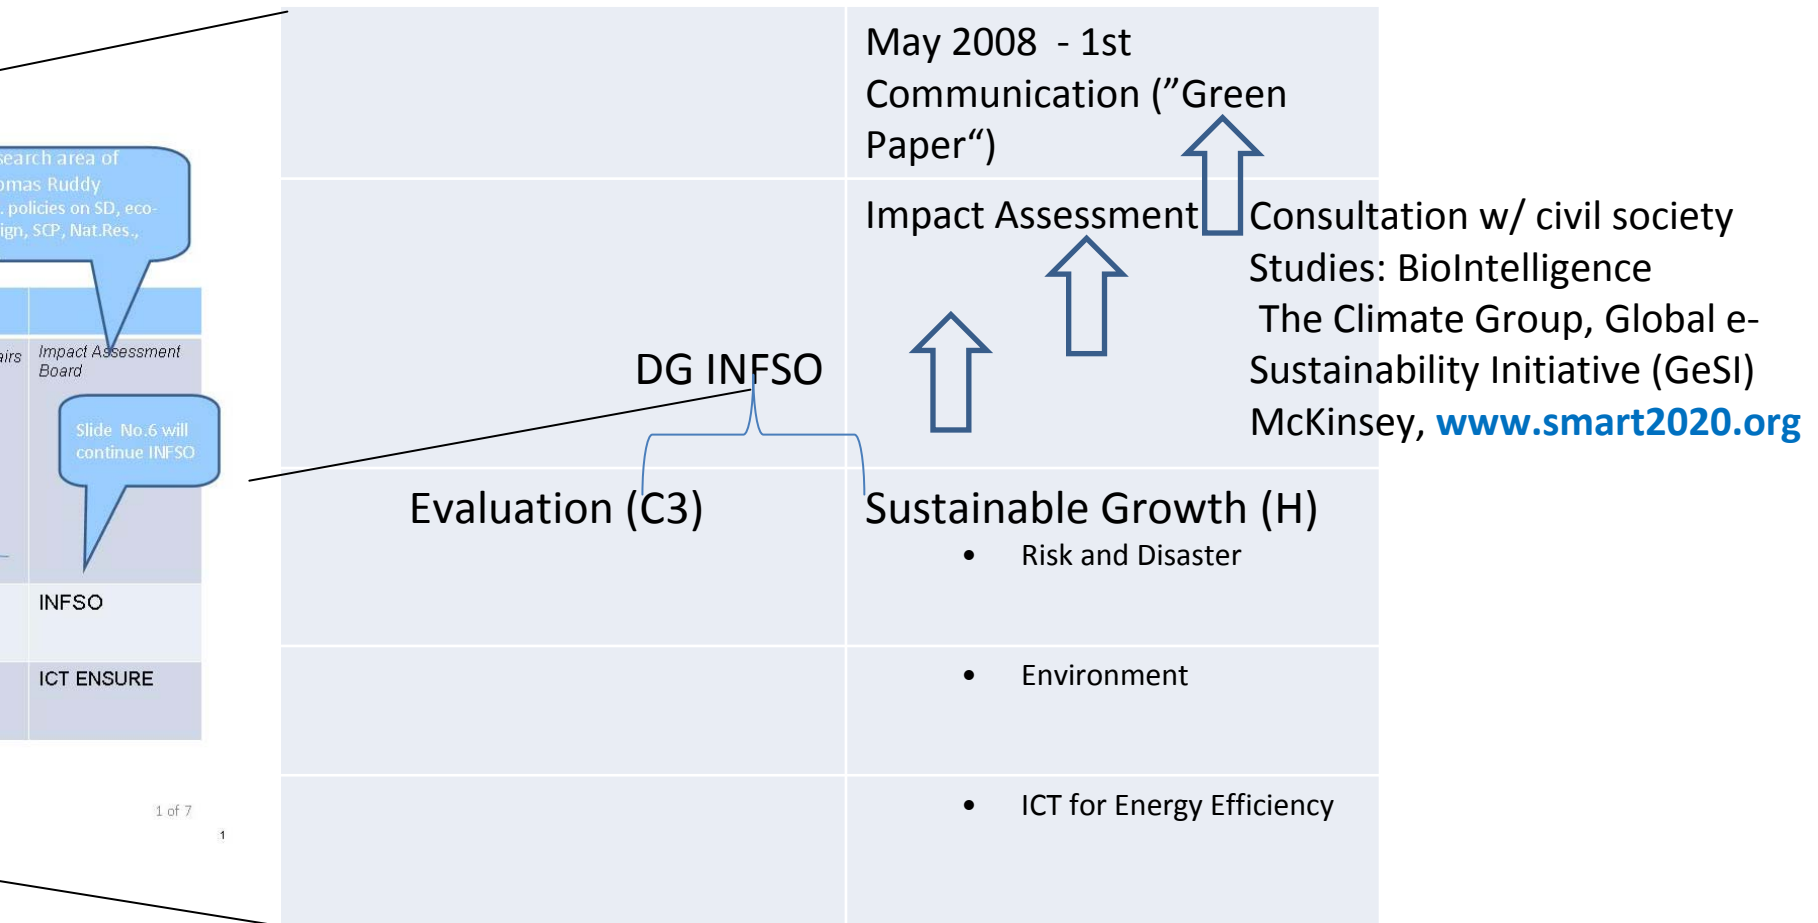 May 2008 - 1st
Communication (”Green
Paper“)
Impact Assessment
Consultation w/ civil society
Studies: BioIntelligence
The Climate Group, Global e-
Sustainability Initiative (GeSI)
McKinsey, www.smart2020.org
DG INFSO
Evaluation (C3)
Sustainable Growth (H)
• Risk and Disaster
• Environment
• ICT for Energy Efficiency
search area of
omas Ruddy
. policies on SD, eco-
ign, SCP, Nat.Res.,
airs
Impact Assessment
Board
Slide No.6 will
continue INFSO
INFSO
ICT ENSURE
1 of 7
1